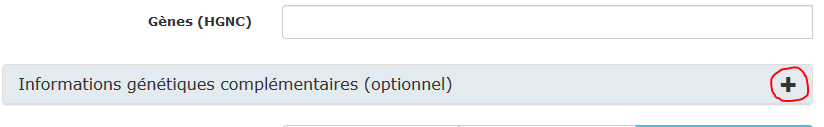 Gènes (HGNC)
Informations génétiques complémentaires (optionnel)